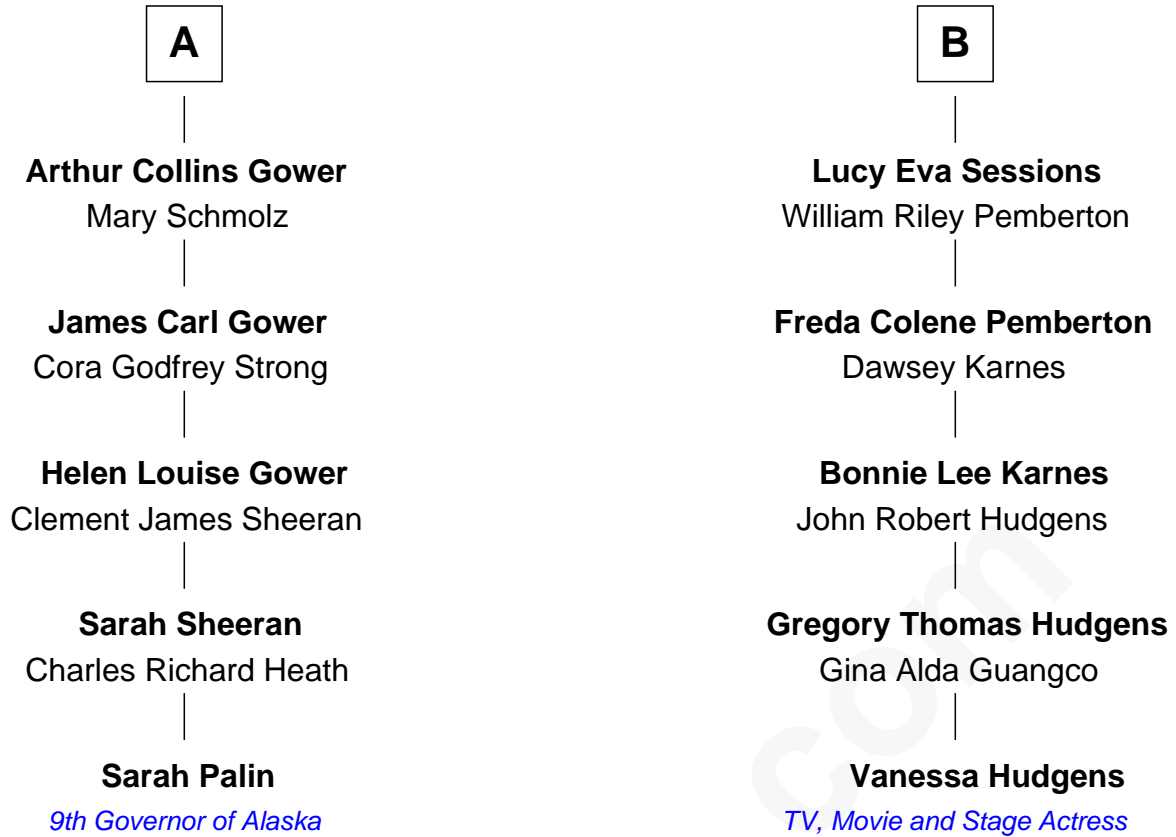 A
Arthur Collins Gower
Mary Schmolz
James Carl Gower
Cora Godfrey Strong
Helen Louise Gower
Clement James Sheeran
Sarah Sheeran
Charles Richard Heath
Sarah Palin
9th Governor of Alaska
B
Lucy Eva Sessions
William Riley Pemberton
Freda Colene Pemberton
Dawsey Karnes
Bonnie Lee Karnes
John Robert Hudgens
Gregory Thomas Hudgens
Gina Alda Guangco
Vanessa Hudgens
TV, Movie and Stage Actress
com